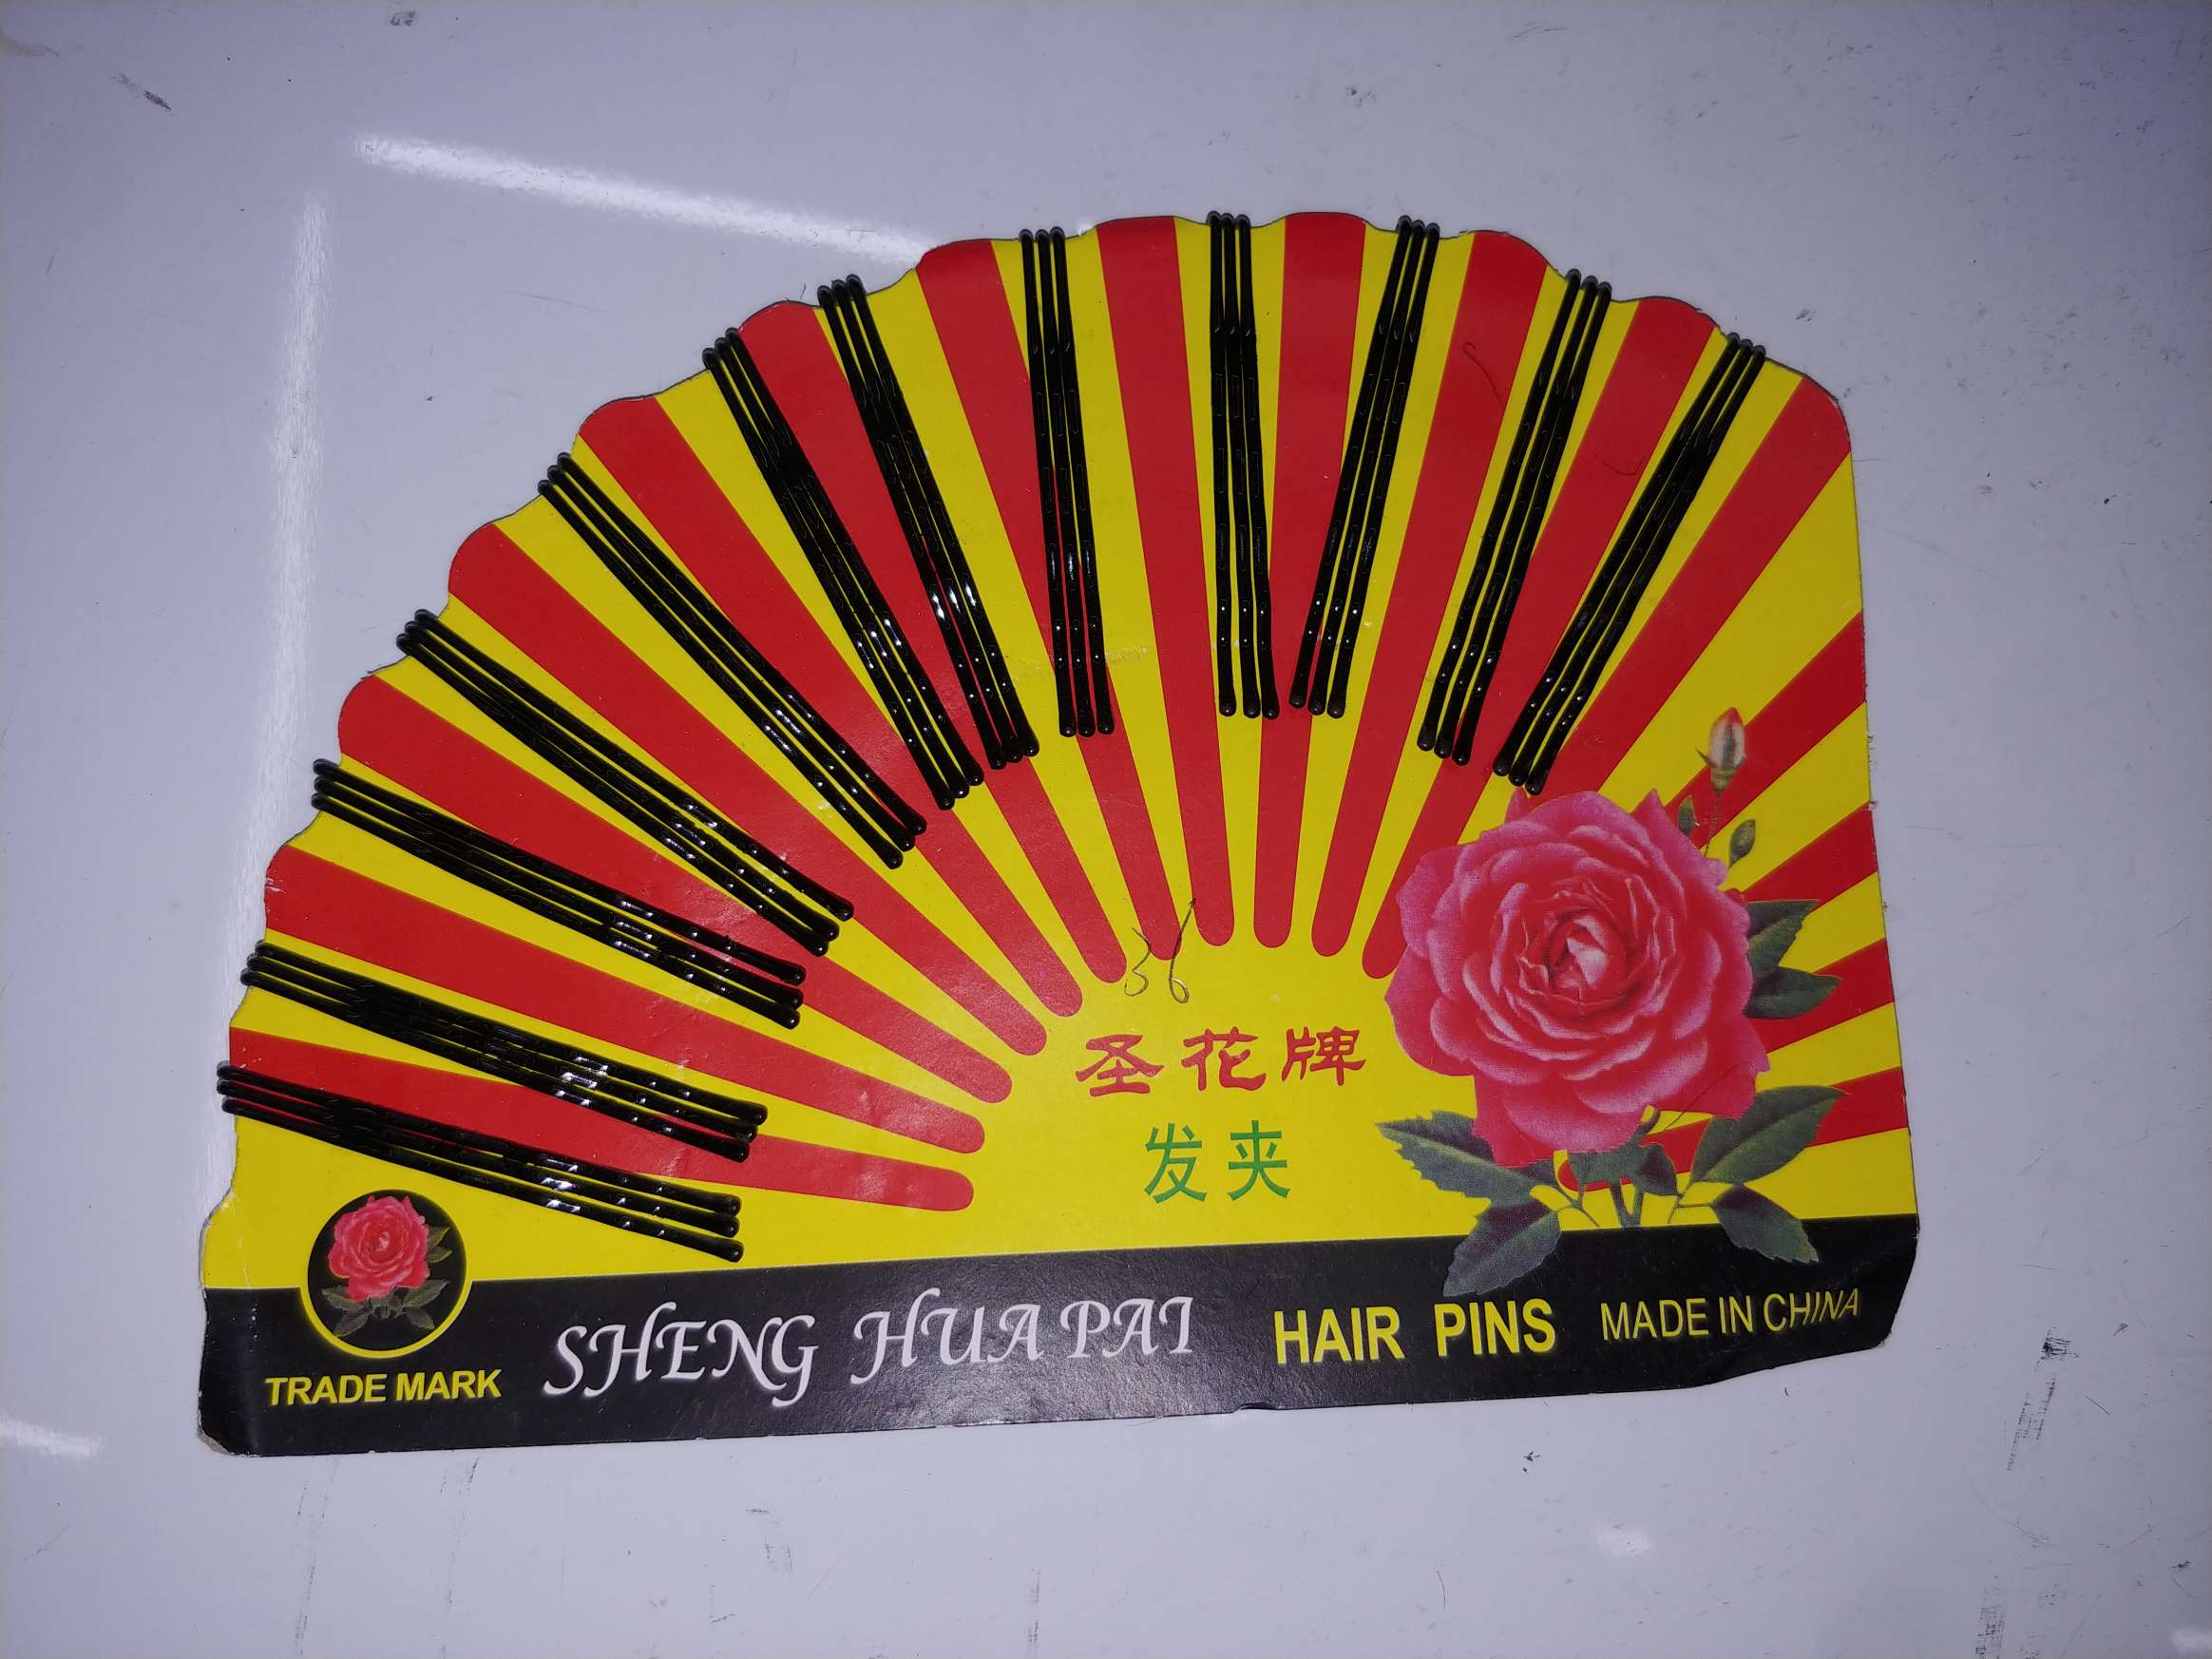 36
圣花牌
发夹
TRADE MARK
SHENG HUA PAI HAIR PINS MADE IN CHINA